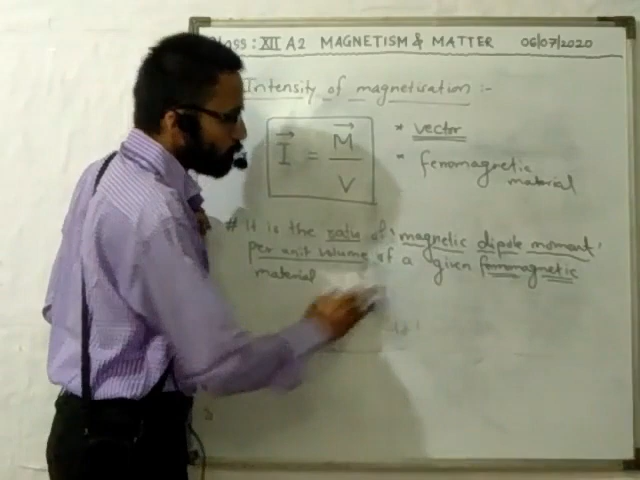 Class : XII A2 MAGNETISM & MATTER 06/07/2020
Intensity of magnetisation :-
I = M / V
* vector
* ferromagnetic
material
# It is the ratio of 'magnetic dipole moment'
per unit volume of a given ferromagnetic
material